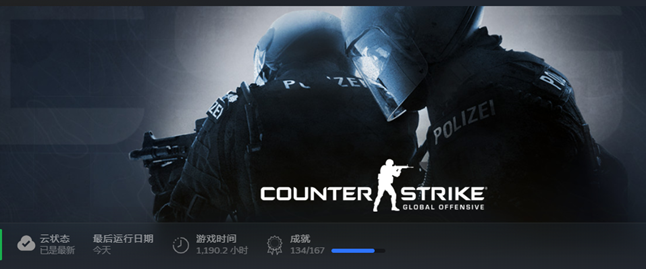 POLIZEI
POLIZEI
COUNTER STRIKE
GLOBAL OFFENSIVE
云状态
已是最新
最后运行日期
今天
游戏时间
1,190.2 小时
成就
134/167